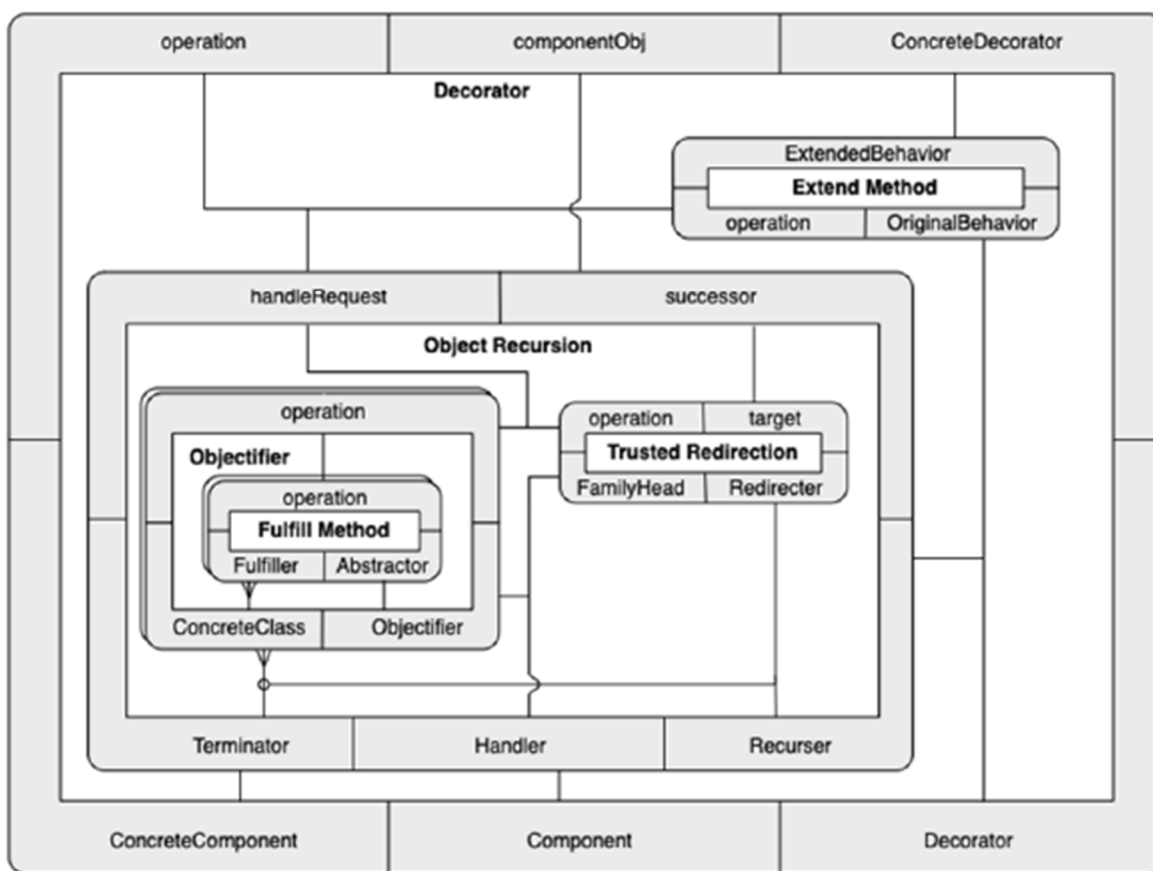 operation componentObj ConcreteDecorator
Decorator
ExtendedBehavior
Extend Method
operation OriginalBehavior
handleRequest successor
Object Recursion
operation
operation target
Objectifier
Trusted Redirection
operation
FamilyHead Redirecter
Fulfill Method
Fulfiller Abstractor
ConcreteClass Objectifier
Terminator Handler Recurser
ConcreteComponent Component Decorator